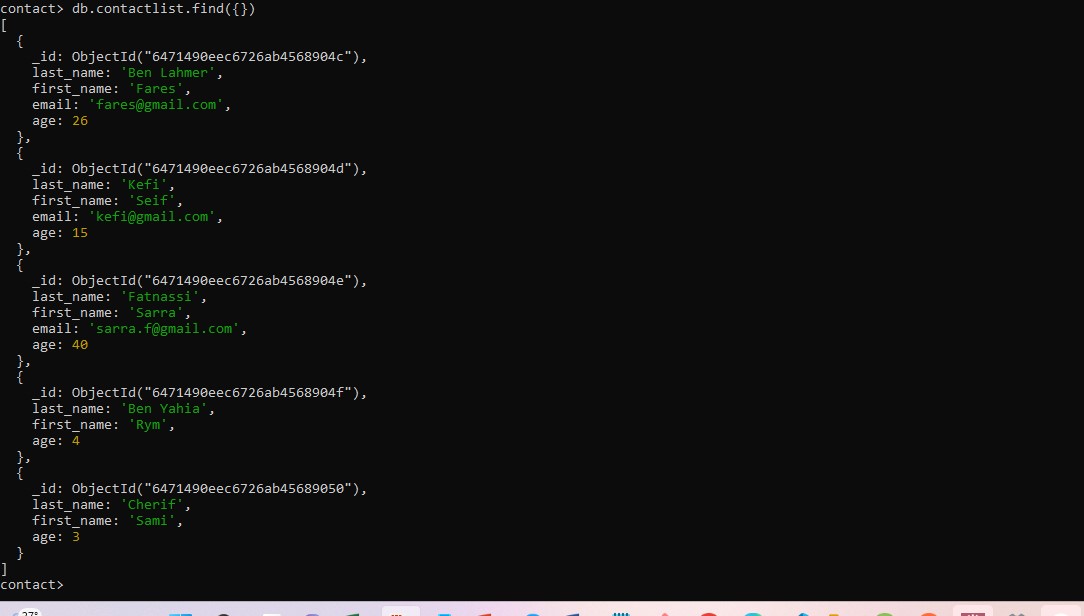 contact> db.contactlist.find({})
[
  {
    _id: ObjectId("6471490eec6726ab4568904c"),
    last_name: 'Ben Lahmer',
    first_name: 'Fares',
    email: 'fares@gmail.com',
    age: 26
  },
  {
    _id: ObjectId("6471490eec6726ab4568904d"),
    last_name: 'Kefi',
    first_name: 'Seif',
    email: 'kefi@gmail.com',
    age: 15
  },
  {
    _id: ObjectId("6471490eec6726ab4568904e"),
    last_name: 'Fatnassi',
    first_name: 'Sarra',
    email: 'sarra.f@gmail.com',
    age: 40
  },
  {
    _id: ObjectId("6471490eec6726ab4568904f"),
    last_name: 'Ben Yahia',
    first_name: 'Rym',
    age: 4
  },
  {
    _id: ObjectId("6471490eec6726ab45689050"),
    last_name: 'Cherif',
    first_name: 'Sami',
    age: 3
  }
]
contact>